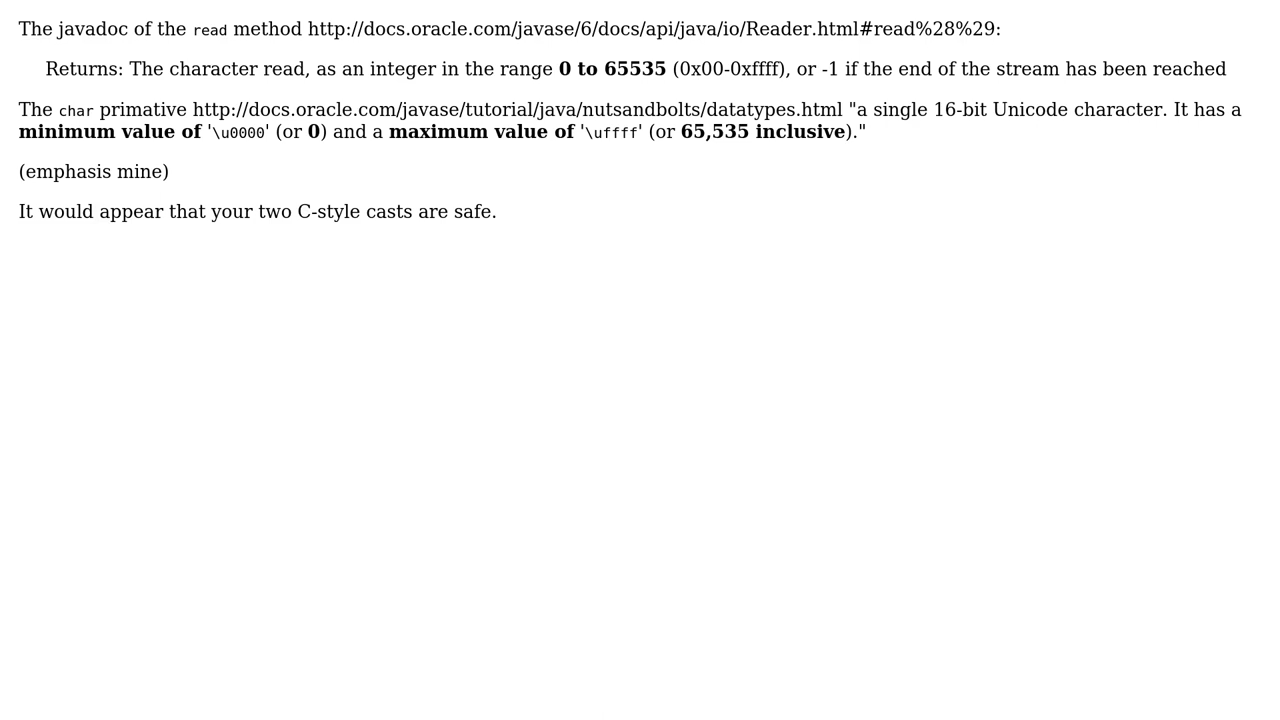 The javadoc of the read method http://docs.oracle.com/javase/6/docs/api/java/io/Reader.html#read%28%29:
Returns: The character read, as an integer in the range 0 to 65535 (0x00-0xffff), or -1 if the end of the stream has been reached
The char primative http://docs.oracle.com/javase/tutorial/java/nutsandbolts/datatypes.html "a single 16-bit Unicode character. It has a
minimum value of '\u0000' (or 0) and a maximum value of '\uffff' (or 65,535 inclusive)."
(emphasis mine)
It would appear that your two C-style casts are safe.